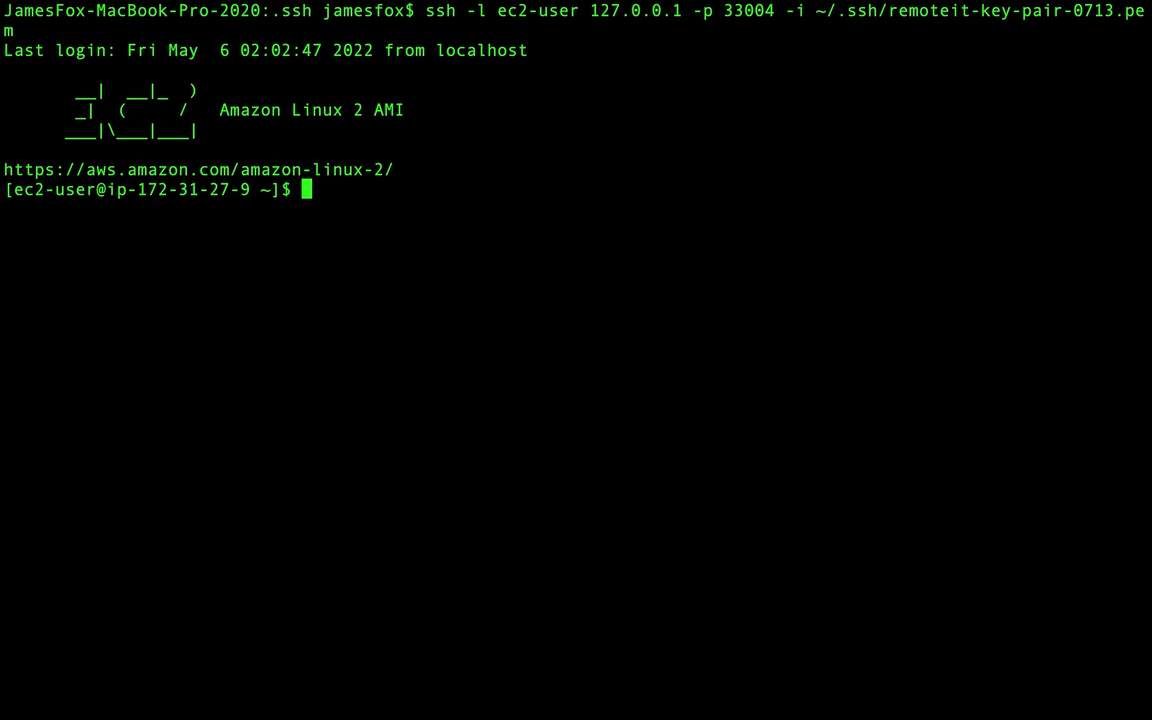 JamesFox-MacBook-Pro-2020:.ssh jamesfox$ ssh -l ec2-user 127.0.0.1 -p 33004 -i ~/.ssh/remoteit-key-pair-0713.pe
m
Last login: Fri May  6 02:02:47 2022 from localhost

       __|  __|_  )
       _|  (     /   Amazon Linux 2 AMI
      ___|\___|___|

https://aws.amazon.com/amazon-linux-2/
[ec2-user@ip-172-31-27-9 ~]$